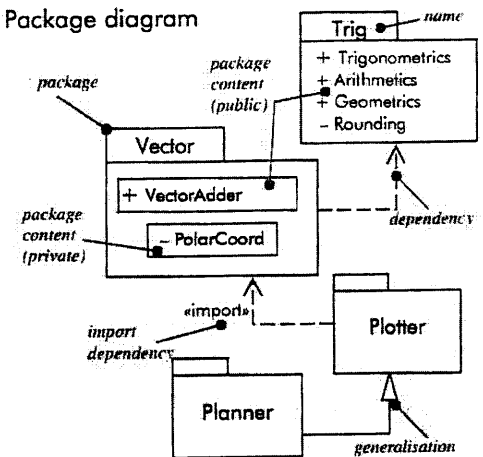 Package diagram
name
Trig
+ Trigonometrics
+ Arithmetics
+ Geometrics
- Rounding
package
content
(public)
package
Vector
+ VectorAdder
- PolarCoord
package
content
(private)
dependency
«import»
import
dependency
Plotter
Planner
generalisation